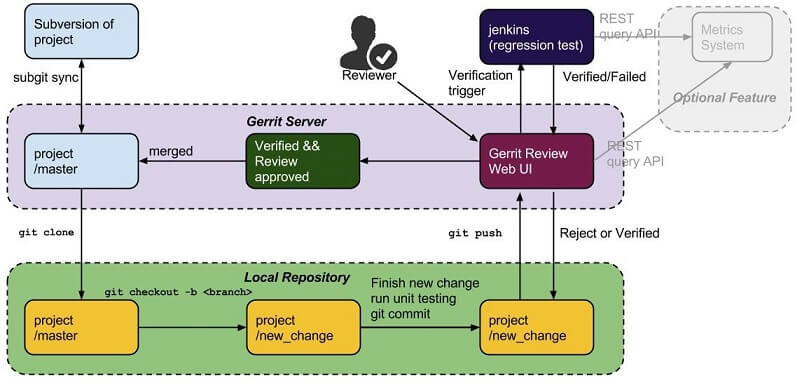 Subversion of
project
jenkins
(regression test)
REST
query API
Metrics
System
Optional Feature
subgit sync
Reviewer
Verification
trigger
Verified/Failed
Gerrit Server
project
/master
merged
Verified &&
Review
approved
Gerrit Review
Web UI
REST
query API
git clone
git push
Reject or Verified
Local Repository
git checkout -b <branch>
Finish new change
run unit testing
git commit
project
/master
project
/new_change
project
/new_change